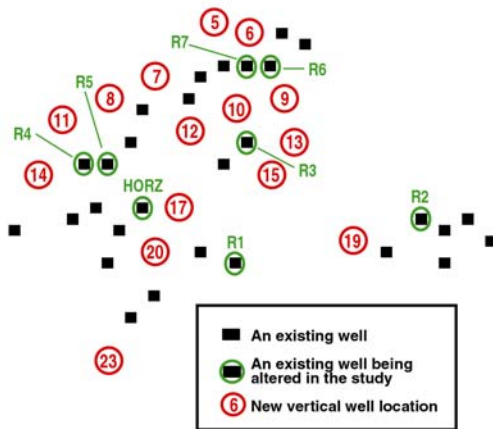 5
6
R7
7
R6
R5
8
9
10
11
12
R4
13
14
15
R3
HORZ
17
R2
19
20
R1
An existing well
23
An existing well being
altered in the study
6 New vertical well location